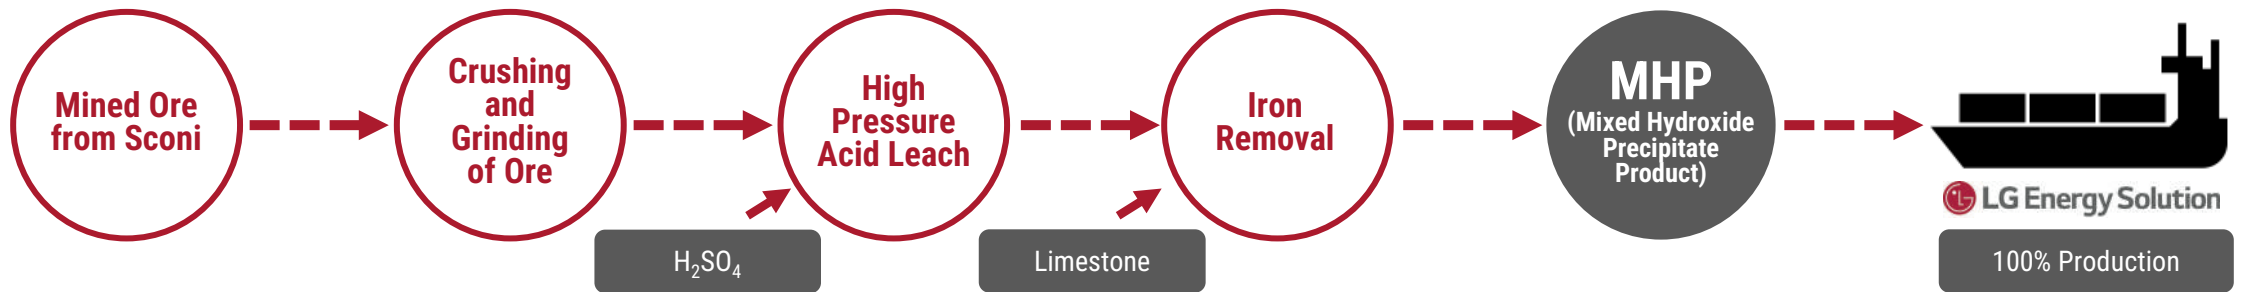 Mined Ore
from Sconi
Crushing
and
Grinding
of Ore
H₂SO₄
High
Pressure
Acid Leach
Limestone
Iron
Removal
MHP
(Mixed Hydroxide
Precipitate
Product)
LG Energy Solution
100% Production